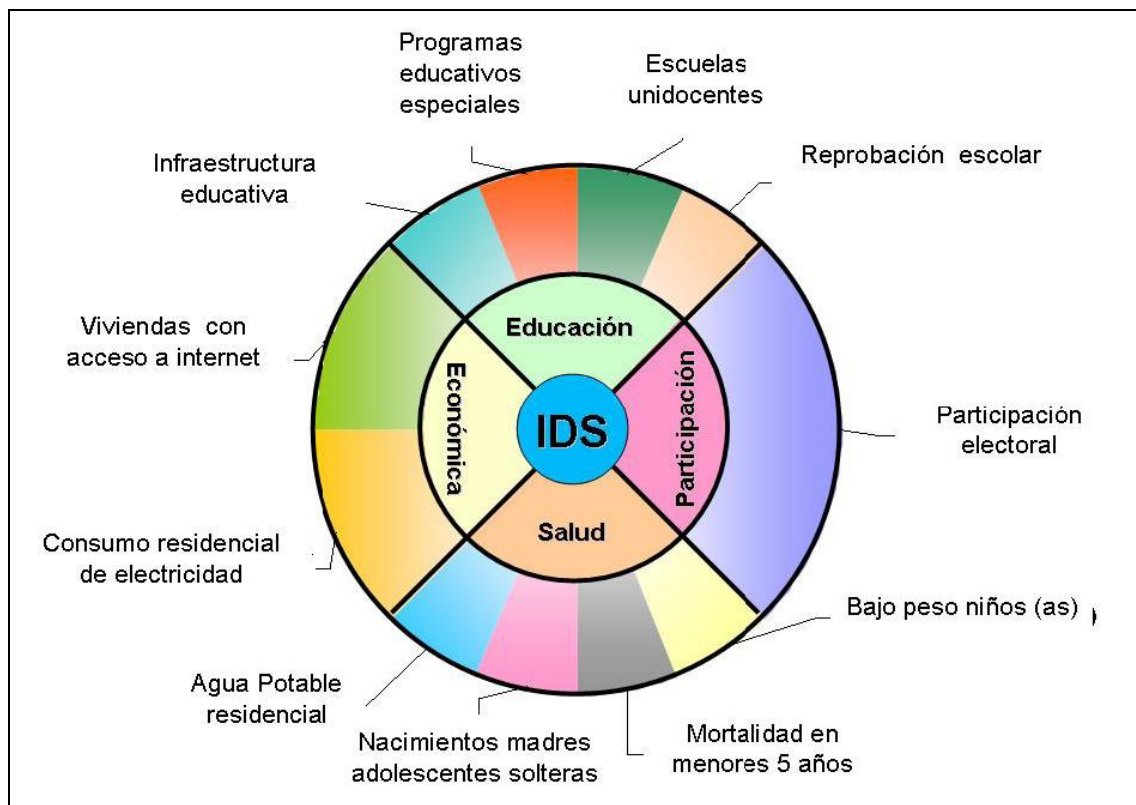 Programas
educativos
especiales
Escuelas
unidocentes
Infraestructura
educativa
Reprobación escolar
Viviendas con
acceso a internet
Educación
Económica
IDS
Participación
Participación
electoral
Salud
Consumo residencial
de electricidad
Bajo peso niños (as)
Agua Potable
residencial
Nacimientos madres
adolescentes solteras
Mortalidad en
menores 5 años